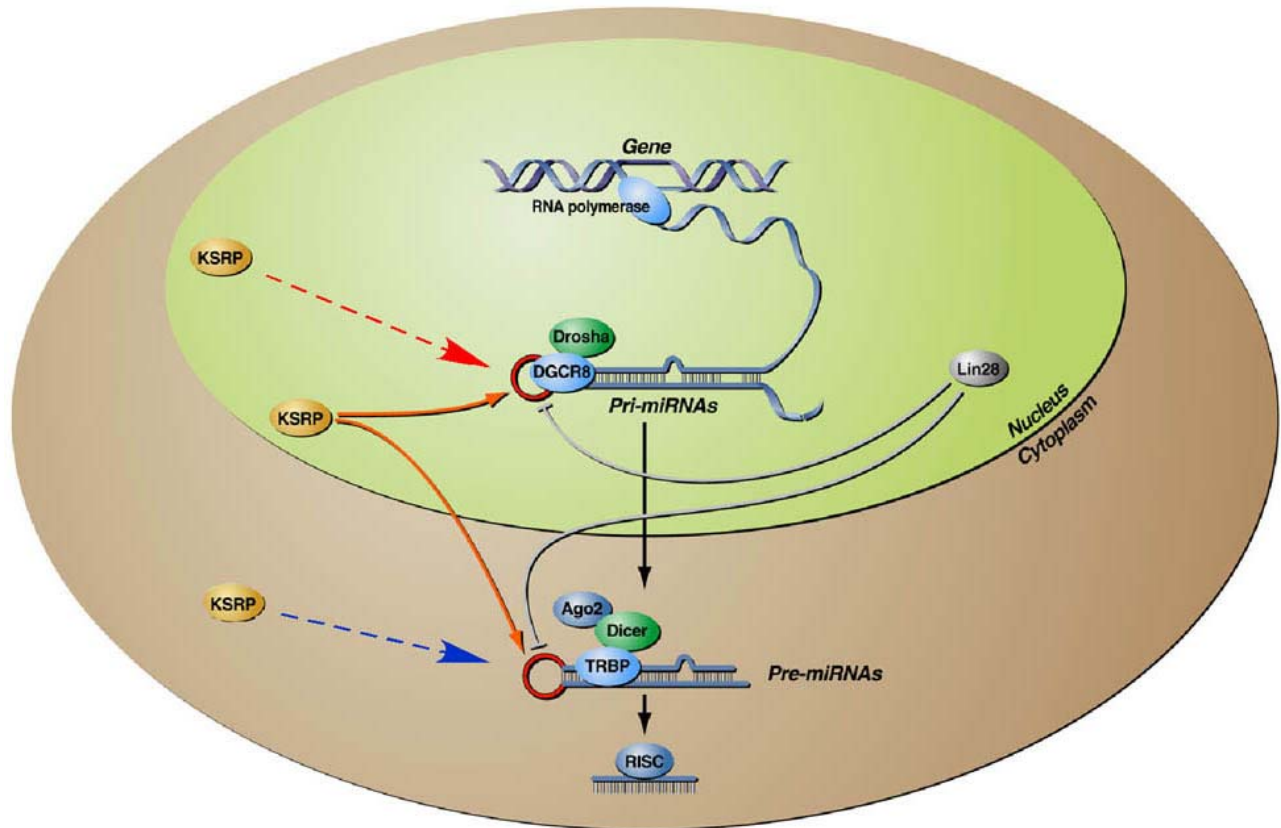 Gene
RNA polymerase
KSRP
Drosha
DGCR8
Lin28
Pri-miRNAs
KSRP
Nucleus
Cytoplasm
KSRP
Ago2
Dicer
TRBP
Pre-miRNAs
RISC